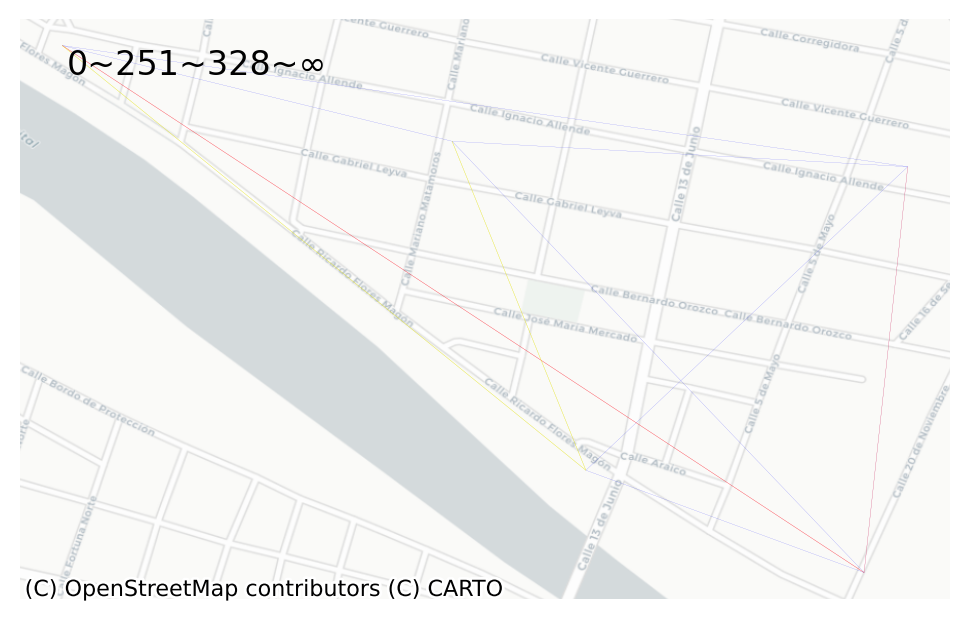 Calle Vicente Guerrero
Calle Mariano
Calle Corregidora
Calle 5 d
Flores Magón
0~251~328~∞
Calle Ignacio Allende
Calle Vicente Guerrero
Calle Vicente Guerrero
Calle Ignacio Allende
Calle 13 de Junio
Calle Gabriel Leyva
Calle Ignacio Allende
Calle Mariano Matamoros
Calle Gabriel Leyva
Calle 5 de Mayo
Calle Ricardo Flores Magón
Calle Bernardo Orozco
Calle Bernardo Orozco
Calle 16 de Se
Calle José María Mercado
Calle Bordo de Protección
Calle Ricardo Flores Magón
Calle 5 de Mayo
Calle 20 de Noviembre
Calle Araico
Calle Fortuna Norte
Calle 13 de Junio
(C) OpenStreetMap contributors (C) CARTO